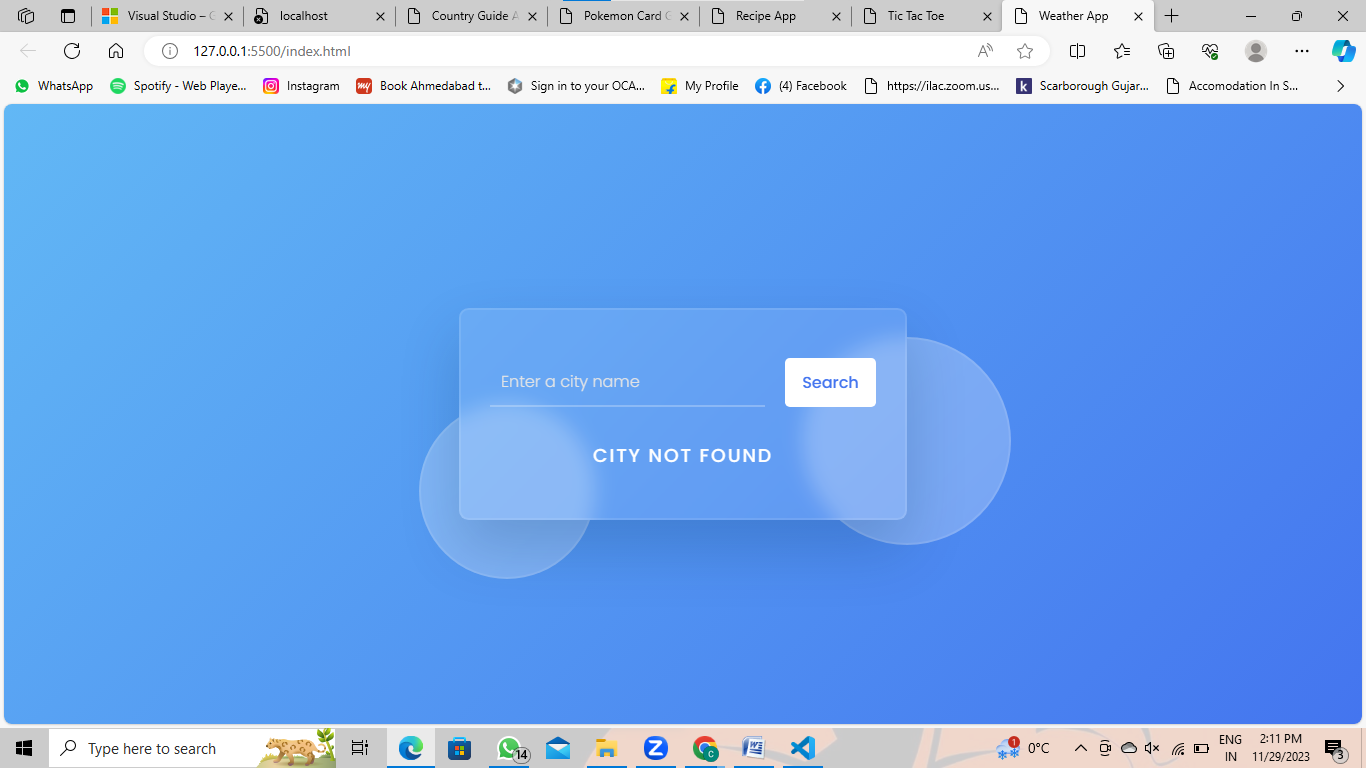 Visual Studio – G
localhost
Country Guide A
Pokemon Card G
Recipe App
Tic Tac Toe
Weather App
127.0.0.1:5500/index.html
WhatsApp
Spotify - Web Playe...
Instagram
my
Book Ahmedabad t...
Sign in to your OCA...
My Profile
(4) Facebook
https://ilac.zoom.us...
k
Scarborough Gujar...
Accomodation In S...
Enter a city name
Search
CITY NOT FOUND
Type here to search
14
1
0°C
ENG
IN
2:11 PM
11/29/2023
3